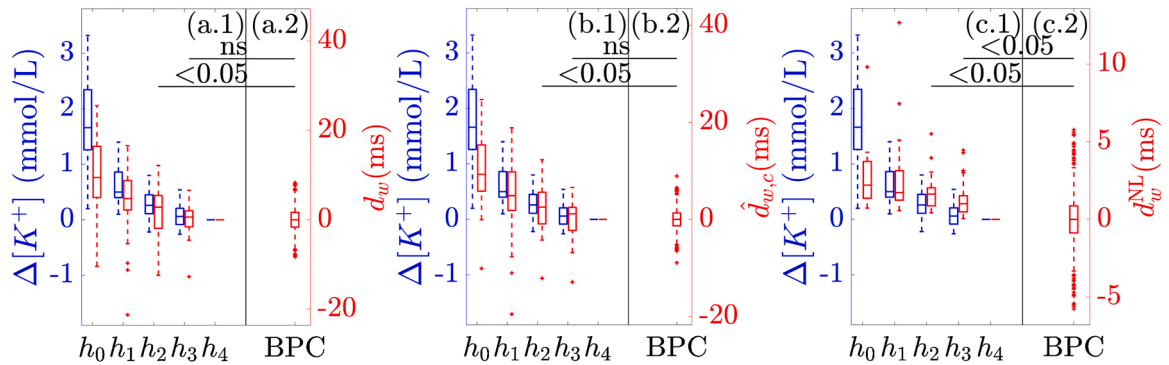 (a.1) (a.2)
ns
<0.05
3
2
1
0
-1
Δ[K⁺] (mmol/L)
40
20
0
-20
d_w(ms)
h₀ h₁ h₂ h₃ h₄ BPC
(b.1) (b.2)
ns
<0.05
3
2
1
0
-1
Δ[K⁺] (mmol/L)
20
0
-20
d̂_{w,c}(ms)
h₀ h₁ h₂ h₃ h₄ BPC
(c.1) (c.2)
<0.05
<0.05
3
2
1
0
-1
Δ[K⁺] (mmol/L)
10
5
0
-5
d_w^{NL}(ms)
h₀ h₁ h₂ h₃ h₄ BPC